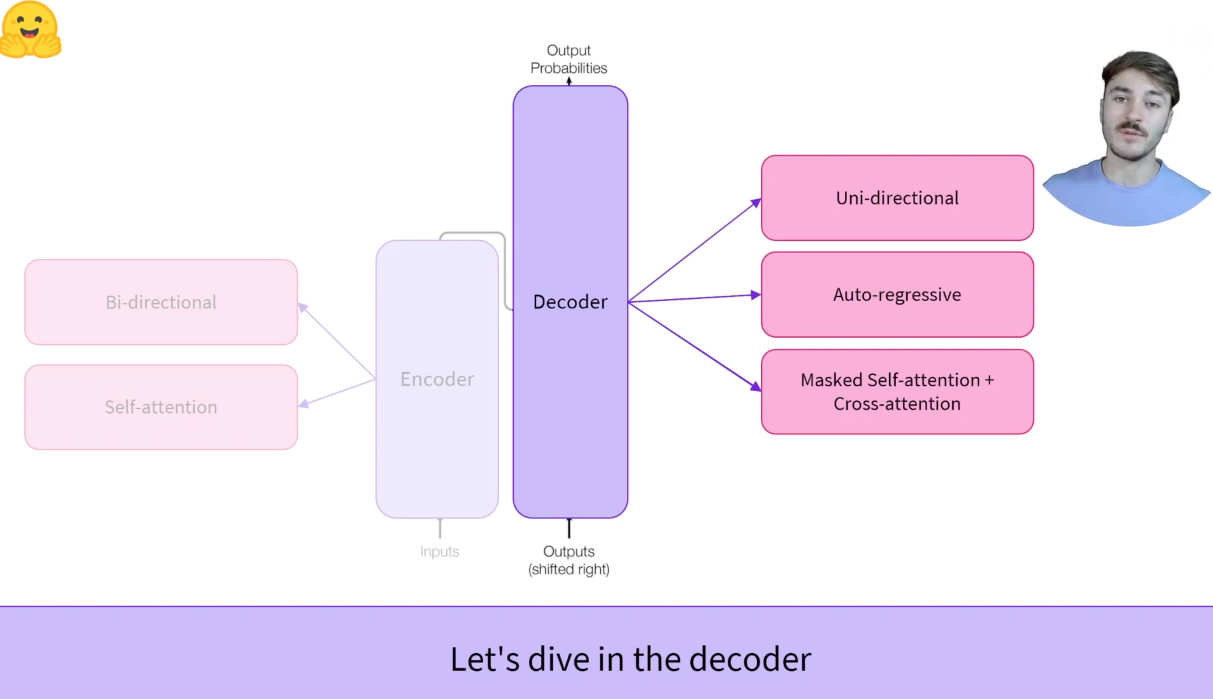 Output
Probabilities
Uni-directional
Bi-directional
Decoder
Auto-regressive
Encoder
Self-attention
Masked Self-attention +
Cross-attention
Inputs
Outputs
(shifted right)
Let's dive in the decoder